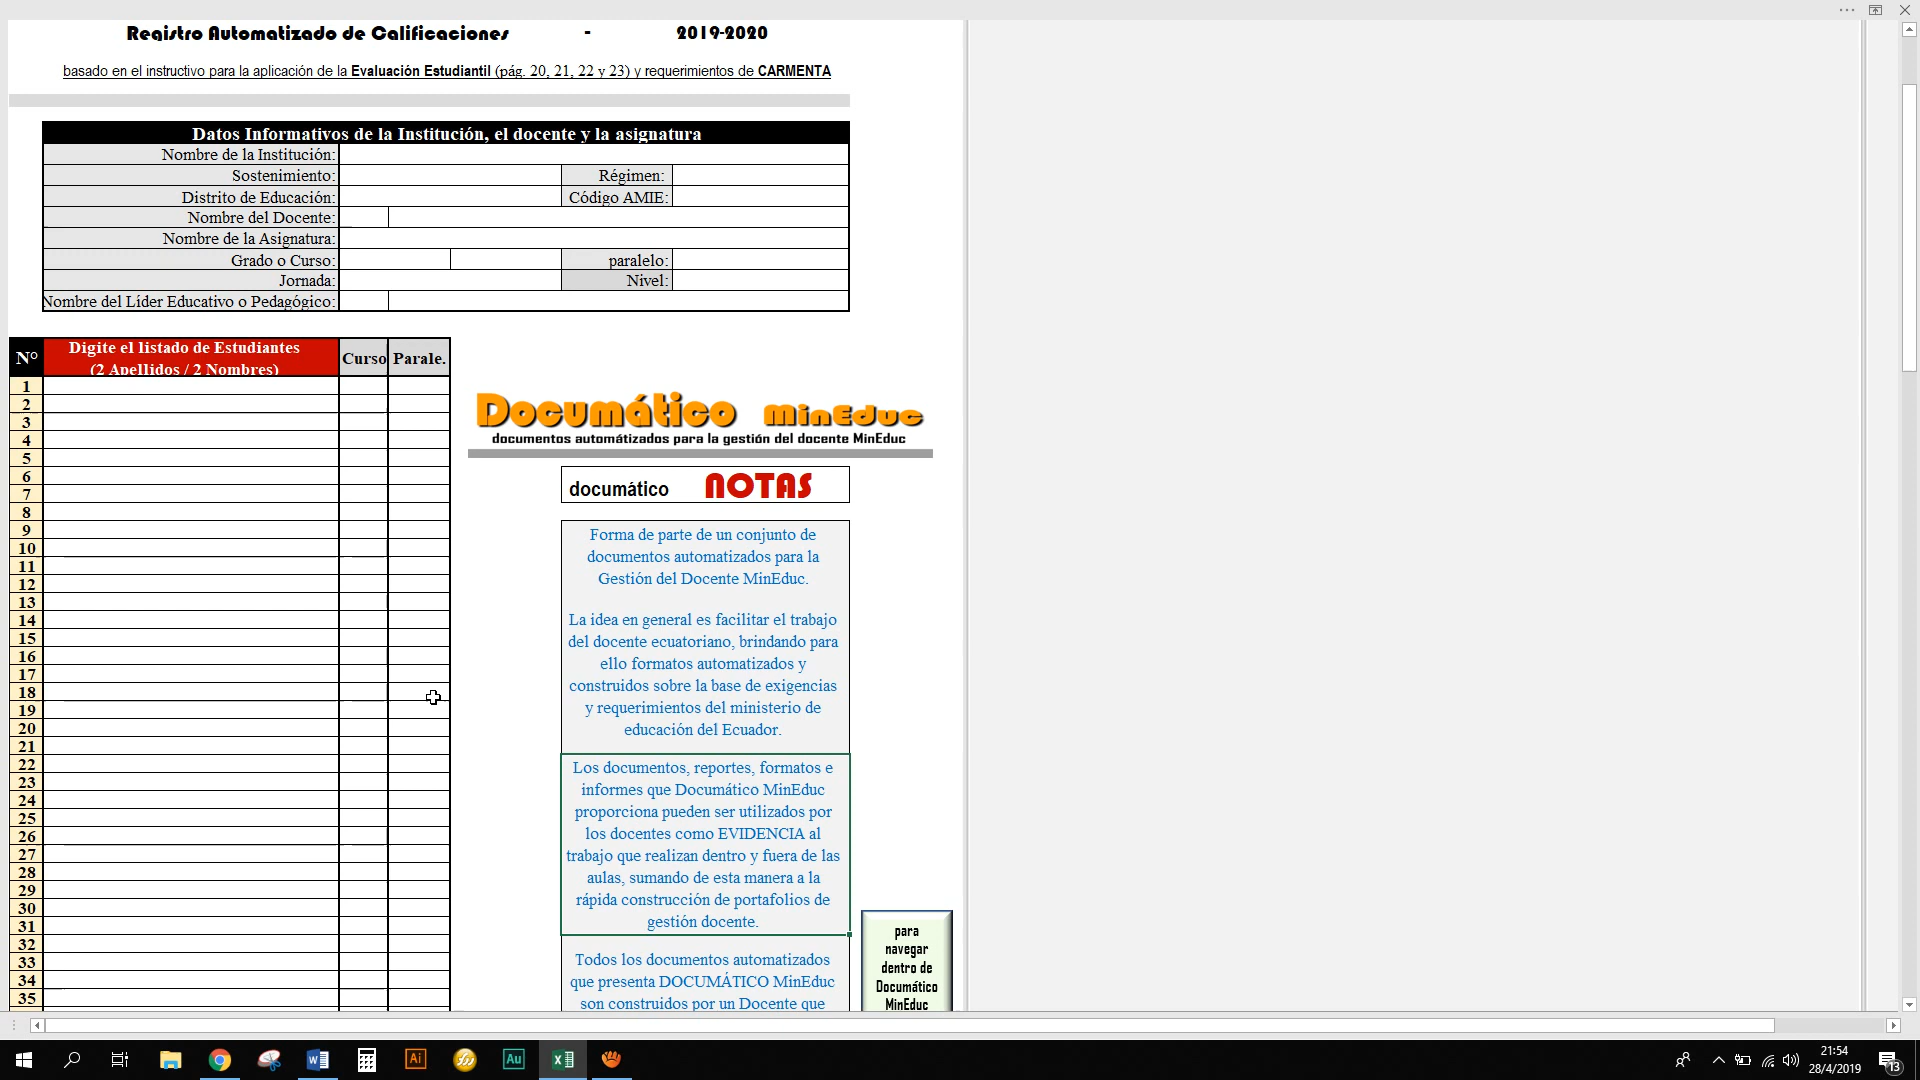 Registro Automatizado de Calificaciones - 2019-2020
basado en el instructivo para la aplicación de la Evaluación Estudiantil (pág. 20, 21, 22 y 23) y requerimientos de CARMENTA
Datos Informativos de la Institución, el docente y la asignatura
Nombre de la Institución:
Sostenimiento: Régimen:
Distrito de Educación: Código AMIE:
Nombre del Docente:
Nombre de la Asignatura:
Grado o Curso: paralelo:
Jornada: Nivel:
Nombre del Líder Educativo o Pedagógico:
N° Digite el listado de Estudiantes Curso Parale.
(2 Apellidos / 2 Nombres)
1
2
3
4
5
6
7
8
9
10
11
12
13
14
15
16
17
18
19
20
21
22
23
24
25
26
27
28
29
30
31
32
33
34
35
Documático MinEduc
documentos automátizados para la gestión del docente MinEduc
documático NOTAS
Forma de parte de un conjunto de
documentos automatizados para la
Gestión del Docente MinEduc.
La idea en general es facilitar el trabajo
del docente ecuatoriano, brindando para
ello formatos automatizados y
construidos sobre la base de exigencias
y requerimientos del ministerio de
educación del Ecuador.
Los documentos, reportes, formatos e
informes que Documático MinEduc
proporciona pueden ser utilizados por
los docentes como EVIDENCIA al
trabajo que realizan dentro y fuera de las
aulas, sumando de esta manera a la
rápida construcción de portafolios de
gestión docente.
Todos los documentos automatizados
que presenta DOCUMÁTICO MinEduc
son construidos por un Docente que
para
navegar
dentro de
Documático
MinEduc
Ai
Au
21:54
28/4/2019
13